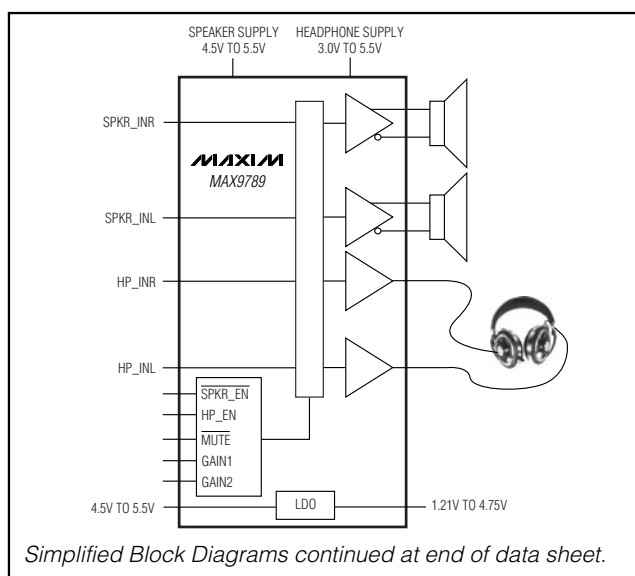 SPEAKER SUPPLY
4.5V TO 5.5V
HEADPHONE SUPPLY
3.0V TO 5.5V
SPKR_INR
MAXIM
MAX9789
SPKR_INL
HP_INR
HP_INL
SPKR_EN
HP_EN
MUTE
GAIN1
GAIN2
4.5V TO 5.5V
LDO
1.21V TO 4.75V
Simplified Block Diagrams continued at end of data sheet.